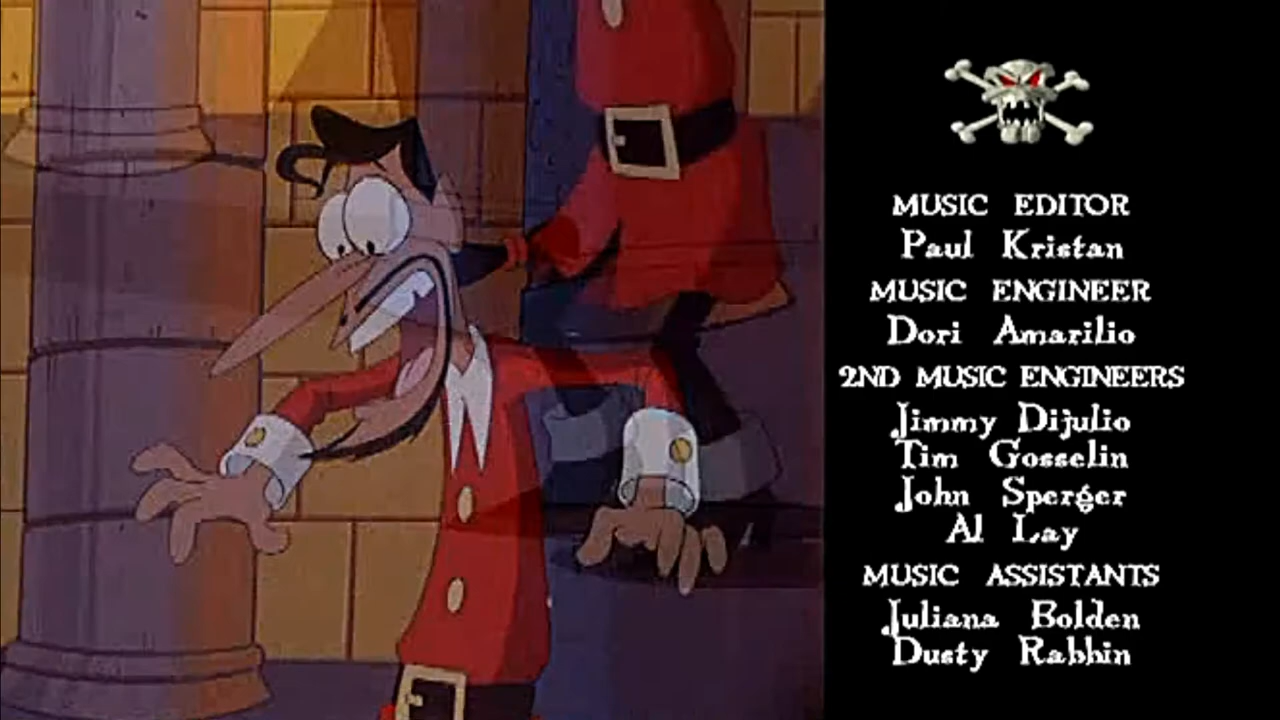 MUSIC EDITOR
Paul Kristan
MUSIC ENGINEER
Dori Amarilio
2ND MUSIC ENGINEERS
Jimmy Dijulio
Tim Gosselin
John Sperger
Al Lay
MUSIC ASSISTANTS
Juliana Bolden
Dusty Rabbin